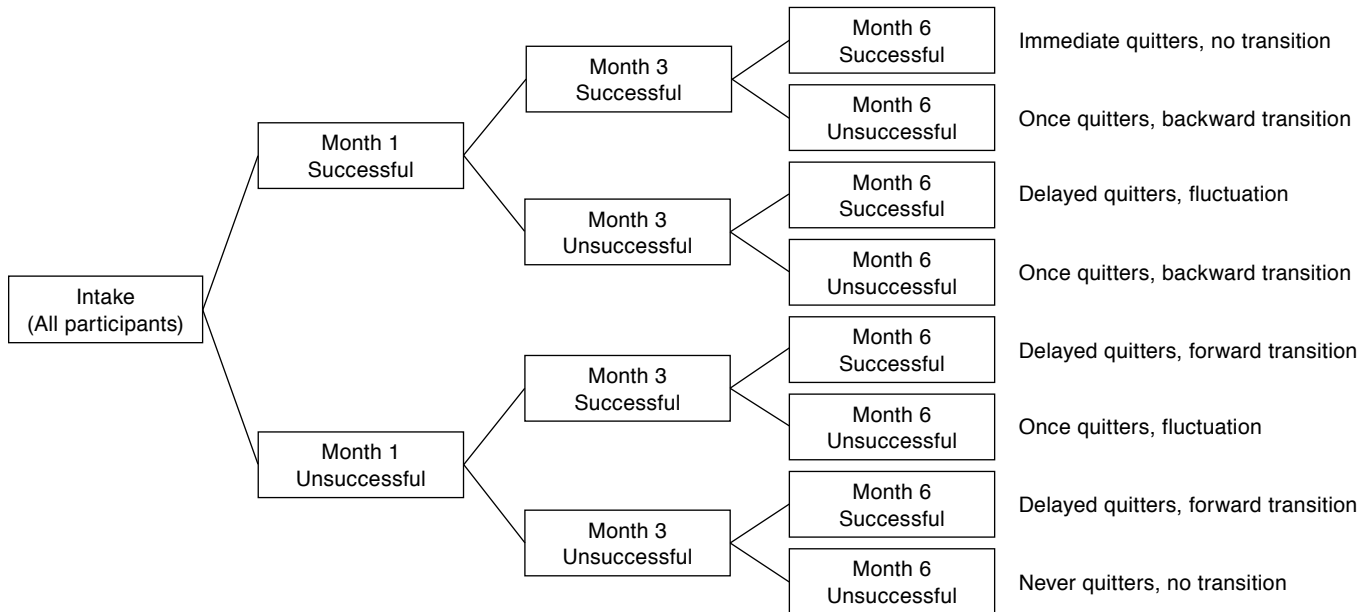 Intake
(All participants)
Month 1
Successful
Month 1
Unsuccessful
Month 3
Successful
Month 3
Unsuccessful
Month 3
Successful
Month 3
Unsuccessful
Month 6
Successful
Immediate quitters, no transition
Month 6
Unsuccessful
Once quitters, backward transition
Month 6
Successful
Delayed quitters, fluctuation
Month 6
Unsuccessful
Once quitters, backward transition
Month 6
Successful
Delayed quitters, forward transition
Month 6
Unsuccessful
Once quitters, fluctuation
Month 6
Successful
Delayed quitters, forward transition
Month 6
Unsuccessful
Never quitters, no transition